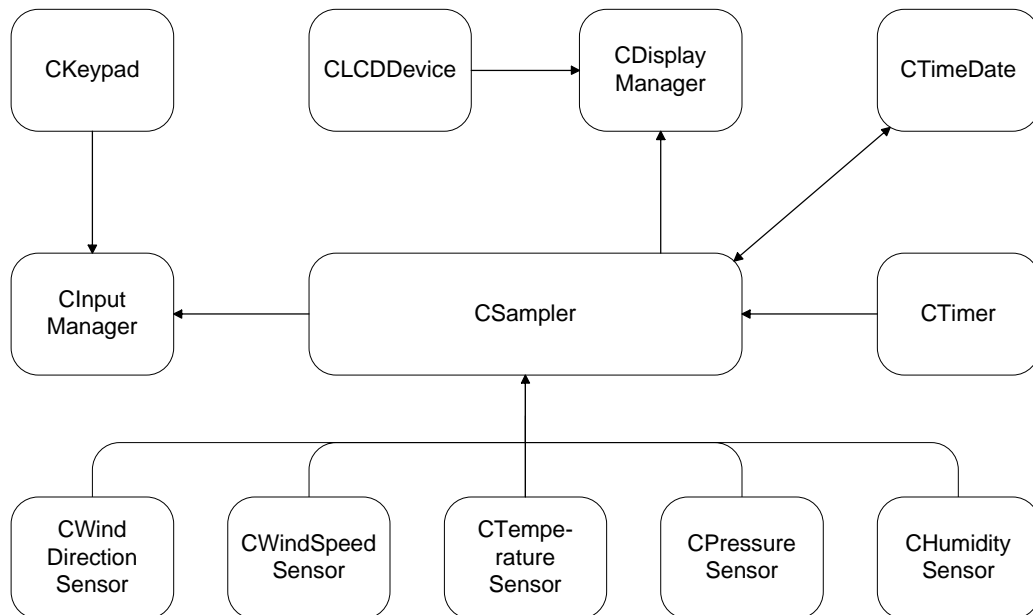 CKeypad
CLCDDevice
CDisplay
Manager
CTimeDate
CInput
Manager
CSampler
CTimer
CWind
Direction
Sensor
CWindSpeed
Sensor
CTempe-
rature
Sensor
CPressure
Sensor
CHumidity
Sensor